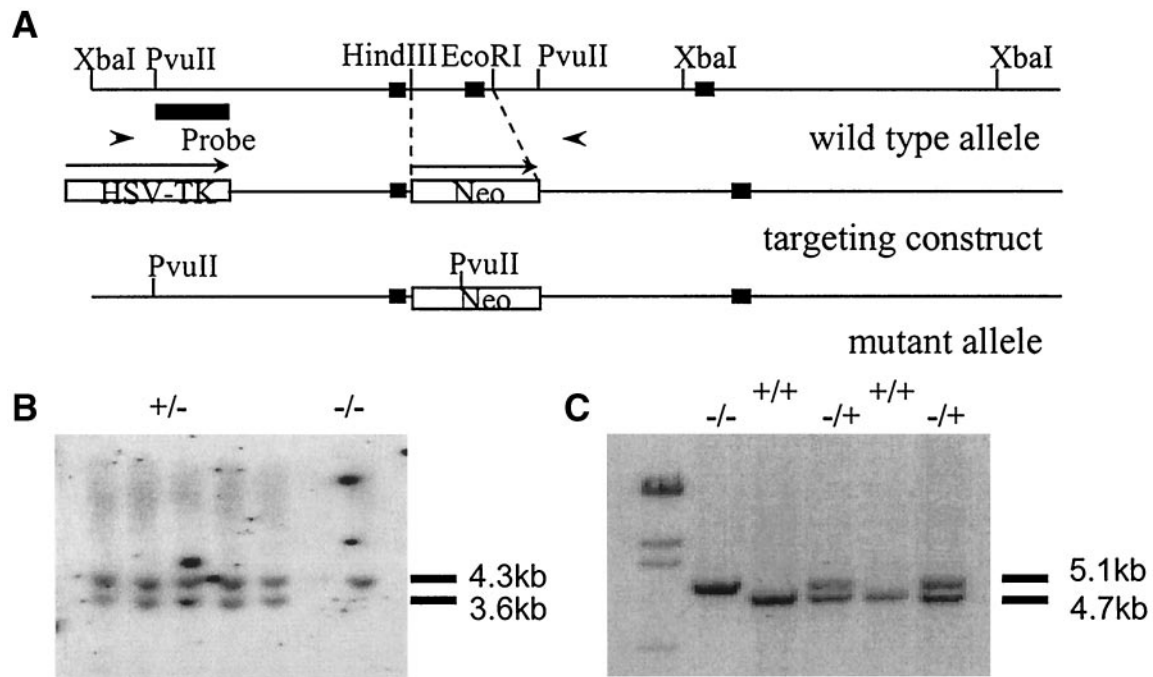 A
XbaI PvuII HindIII EcoRI PvuII XbaI XbaI
Probe
wild type allele
HSV-TK Neo
targeting construct
PvuII PvuII
Neo
mutant allele
B
+/- -/-
4.3kb
3.6kb
C
-/- +/+ -/+ +/+ -/+
5.1kb
4.7kb